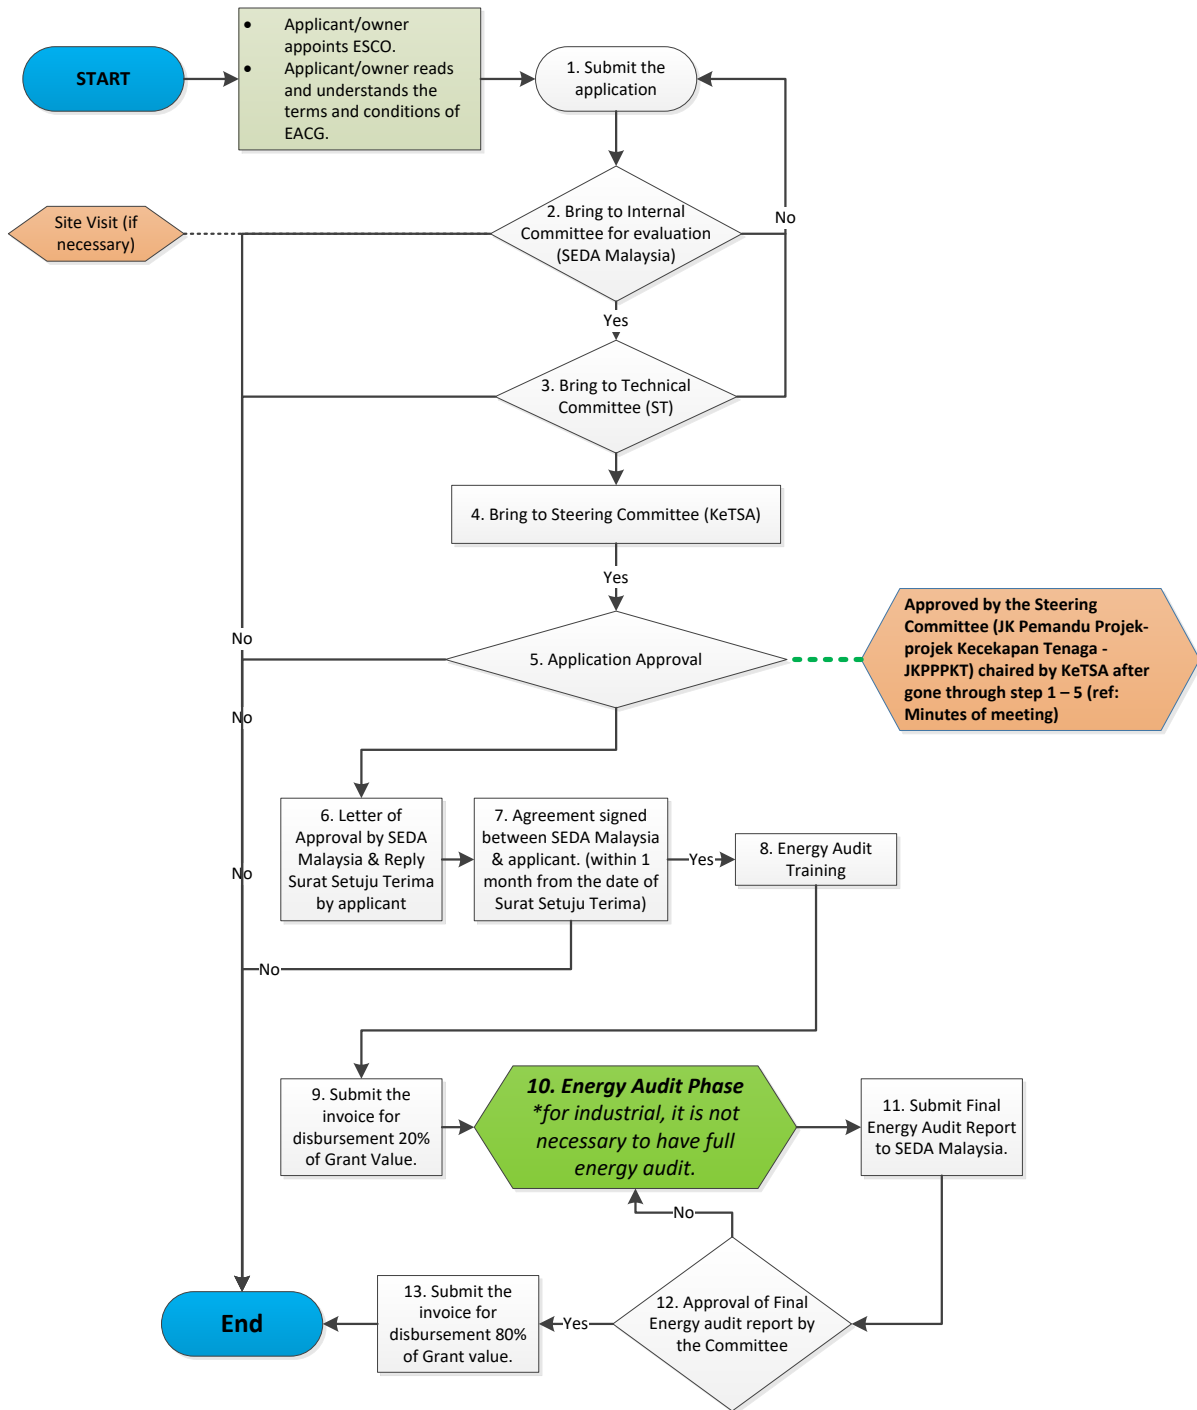 START
• Applicant/owner
appoints ESCO.
• Applicant/owner reads
and understands the
terms and conditions of
EACG.
1. Submit the
application
Site Visit (if
necessary)
2. Bring to Internal
Committee for evaluation
(SEDA Malaysia)
No
Yes
3. Bring to Technical
Committee (ST)
4. Bring to Steering Committee (KeTSA)
Yes
No
5. Application Approval
Approved by the Steering
Committee (JK Pemandu Projek-
projek Kecekapan Tenaga -
JKPPPKT) chaired by KeTSA after
gone through step 1 – 5 (ref:
Minutes of meeting)
No
6. Letter of
Approval by SEDA
Malaysia & Reply
Surat Setuju Terima
by applicant
7. Agreement signed
between SEDA Malaysia
& applicant. (within 1
month from the date of
Surat Setuju Terima)
Yes
8. Energy Audit
Training
No
No
9. Submit the
invoice for
disbursement 20%
of Grant Value.
10. Energy Audit Phase
*for industrial, it is not
necessary to have full
energy audit.
11. Submit Final
Energy Audit Report
to SEDA Malaysia.
No
12. Approval of Final
Energy audit report by
the Committee
Yes
13. Submit the
invoice for
disbursement 80%
of Grant value.
End